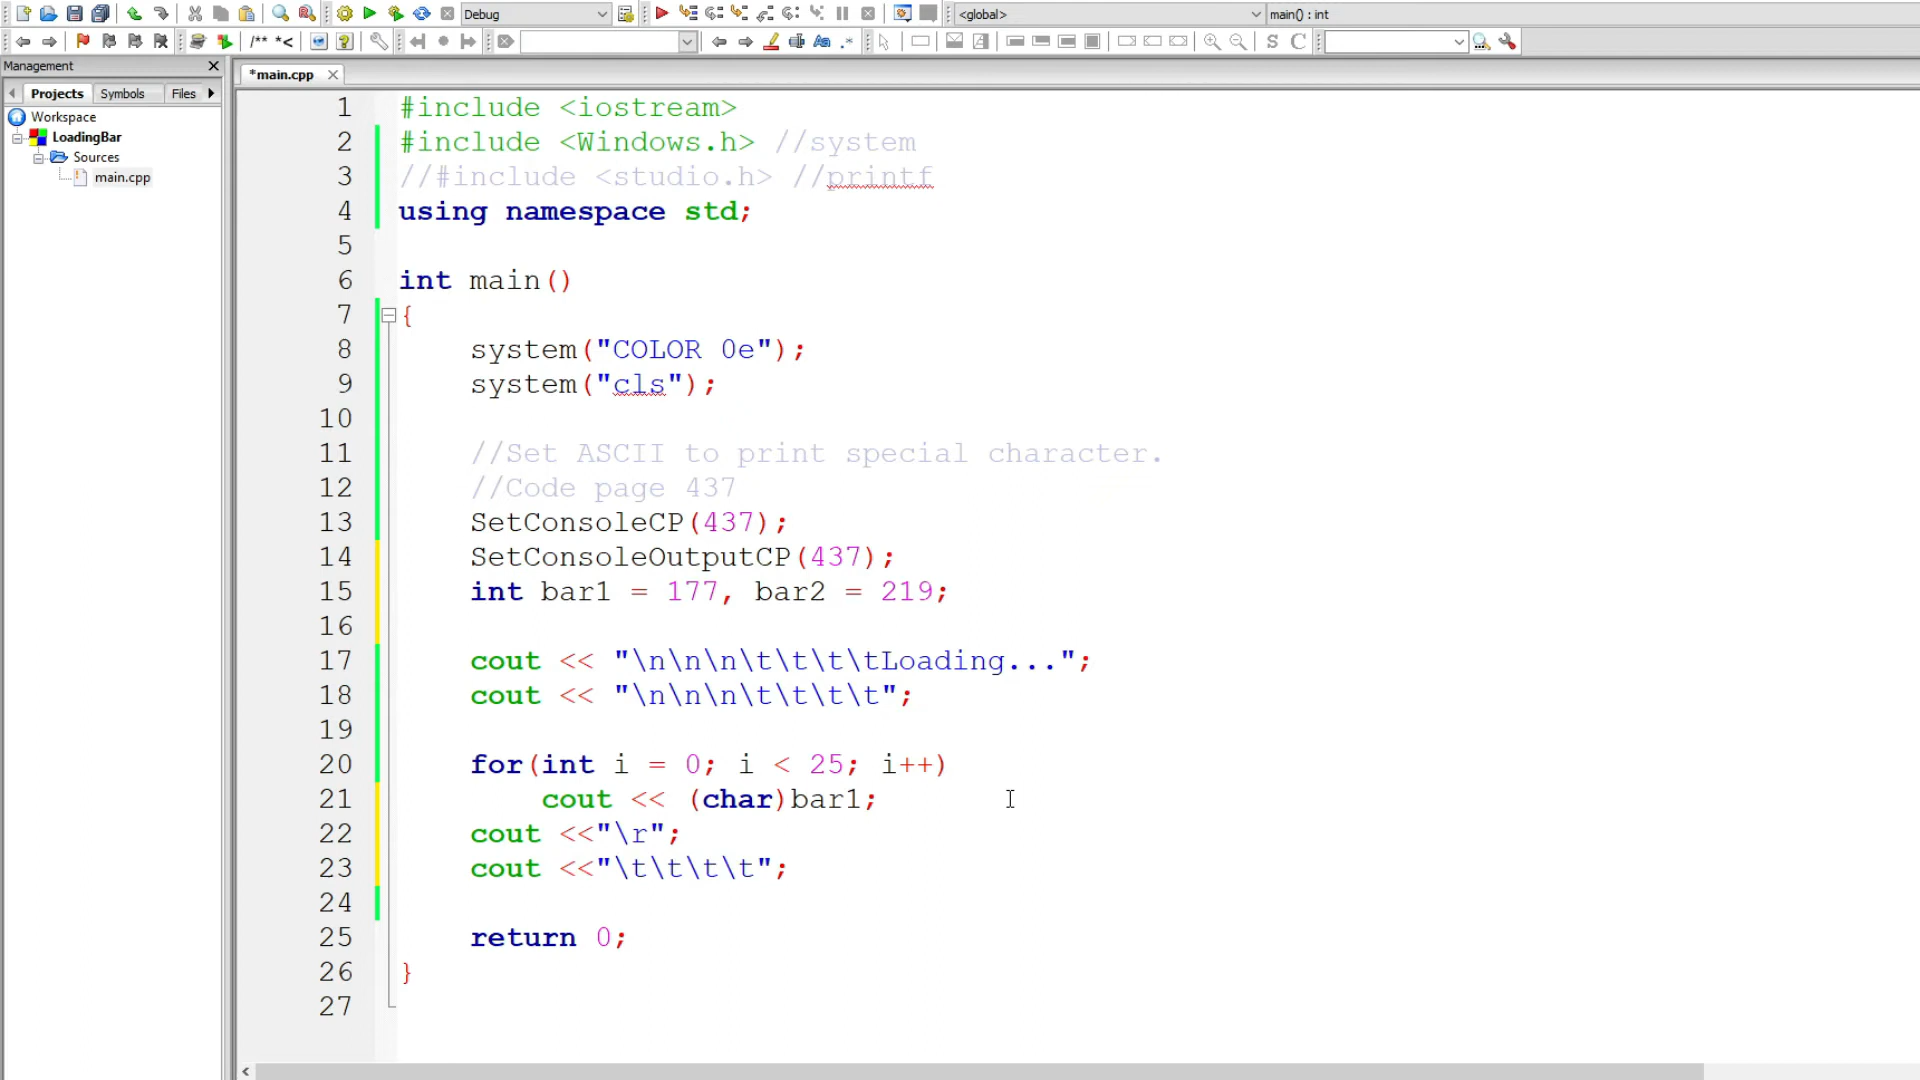 Debug
<global>
main() : int
/** *<
Management
Projects
Symbols
Files
Workspace
LoadingBar
Sources
main.cpp
*main.cpp
1 #include <iostream>
2 #include <Windows.h> //system
3 //#include <studio.h> //printf
4 using namespace std;
5
6 int main()
7 {
8 system("COLOR 0e");
9 system("cls");
10
11 //Set ASCII to print special character.
12 //Code page 437
13 SetConsoleCP(437);
14 SetConsoleOutputCP(437);
15 int bar1 = 177, bar2 = 219;
16
17 cout << "\n\n\n\t\t\t\tLoading...";
18 cout << "\n\n\n\t\t\t\t";
19
20 for(int i = 0; i < 25; i++)
21 cout << (char)bar1;
22 cout <<"\r";
23 cout <<"\t\t\t\t";
24
25 return 0;
26 }
27